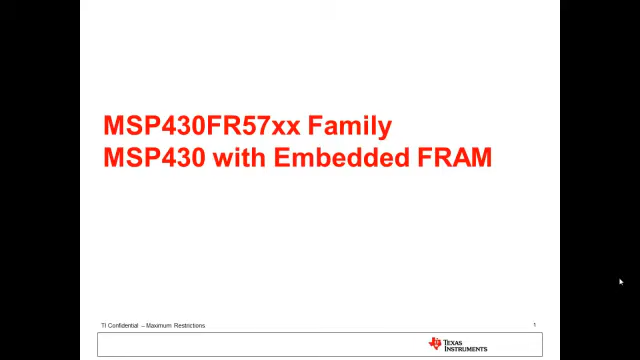 MSP430FR57xx Family
MSP430 with Embedded FRAM
TI Confidential – Maximum Restrictions
1
TEXAS
INSTRUMENTS